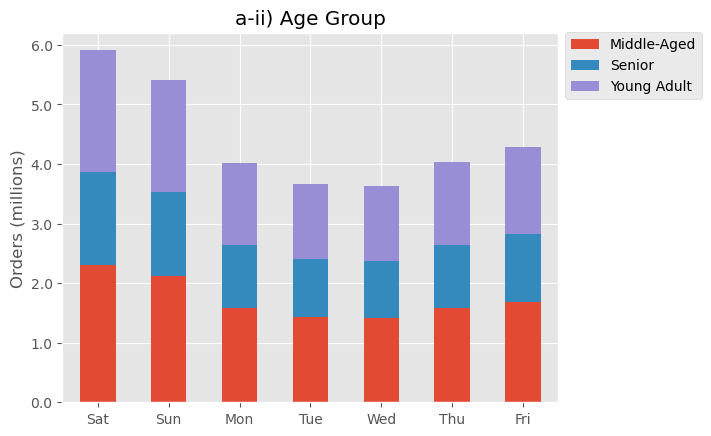 a-ii) Age Group
Middle-Aged
Senior
Young Adult
Orders (millions)
6.0
5.0
4.0
3.0
2.0
1.0
0.0
Sat Sun Mon Tue Wed Thu Fri